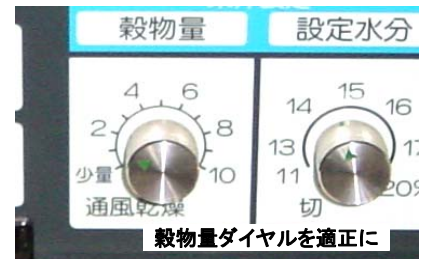 穀物量
設定水分
4 6
2 8
少量 10
通風乾燥
15
14 16
13 17
11 20%
切
穀物量ダイヤルを適正に